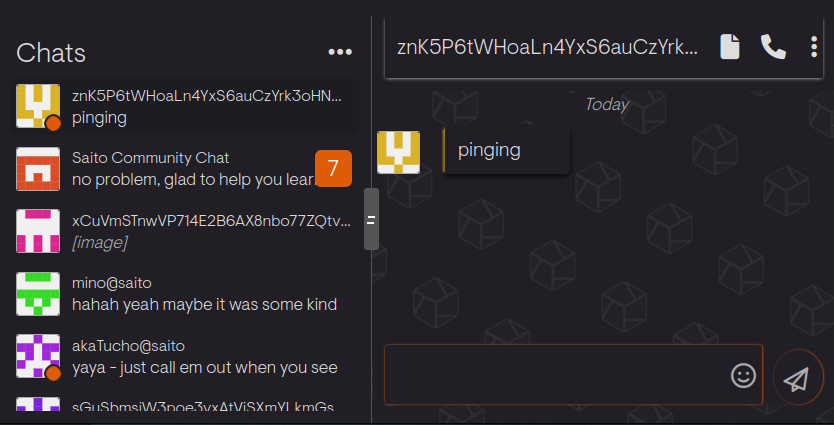 Chats
znK5P6tWHoaLn4YxS6auCzYrk3oHN...
pinging
Saito Community Chat
no problem, glad to help you lear
7
xCuVmSTnwVP714E2B6AX8nbo77ZQtv...
[image]
mino@saito
hahah yeah maybe it was some kind
akaTucho@saito
yaya - just call em out when you see
znK5P6tWHoaLn4YxS6auCzYrk...
Today
pinging